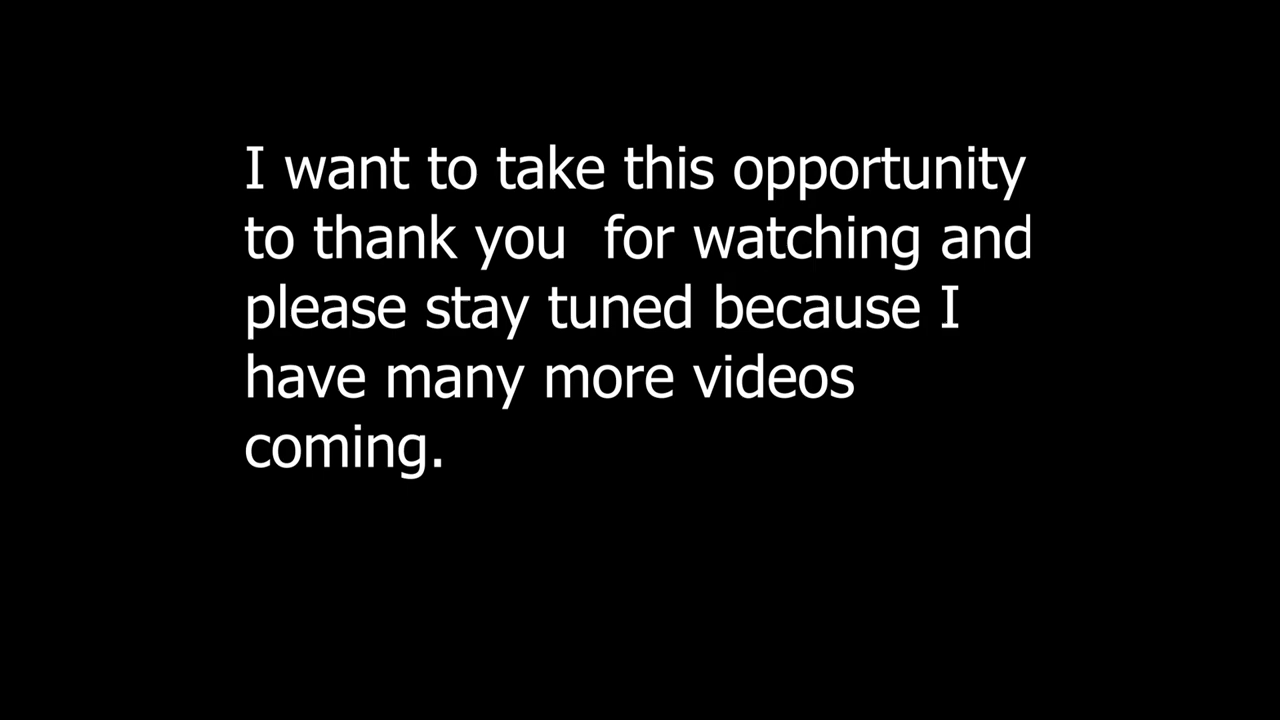 I want to take this opportunity
to thank you  for watching and
please stay tuned because I
have many more videos
coming.